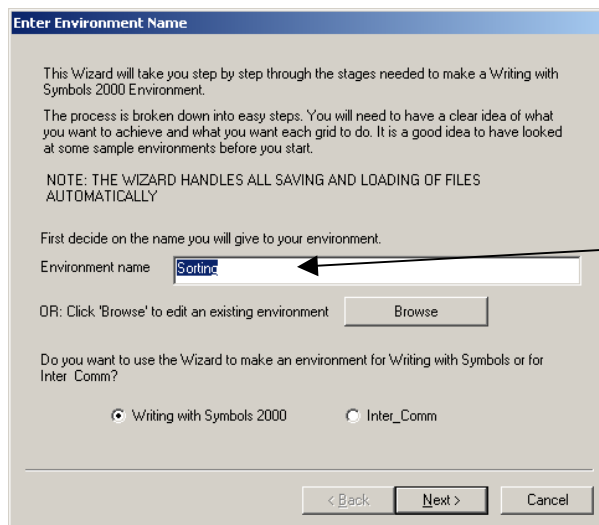 Enter Environment Name
This Wizard will take you step by step through the stages needed to make a Writing with
Symbols 2000 Environment.
The process is broken down into easy steps. You will need to have a clear idea of what
you want to achieve and what you want each grid to do. It is a good idea to have looked
at some sample environments before you start.
NOTE: THE WIZARD HANDLES ALL SAVING AND LOADING OF FILES
AUTOMATICALLY
First decide on the name you will give to your environment.
Environment name Sorting
OR: Click 'Browse' to edit an existing environment Browse
Do you want to use the Wizard to make an environment for Writing with Symbols or for
Inter Comm?
Writing with Symbols 2000 Inter_Comm
< Back Next > Cancel